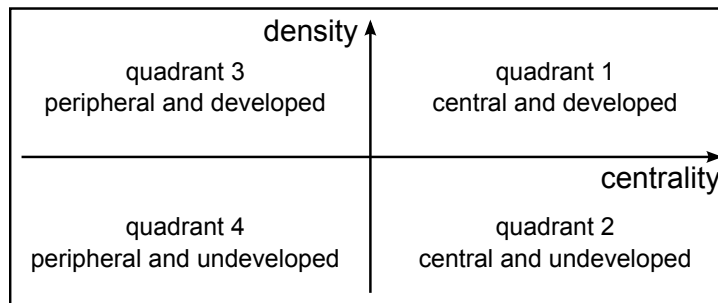 density
quadrant 3
peripheral and developed
quadrant 1
central and developed
centrality
quadrant 4
peripheral and undeveloped
quadrant 2
central and undeveloped